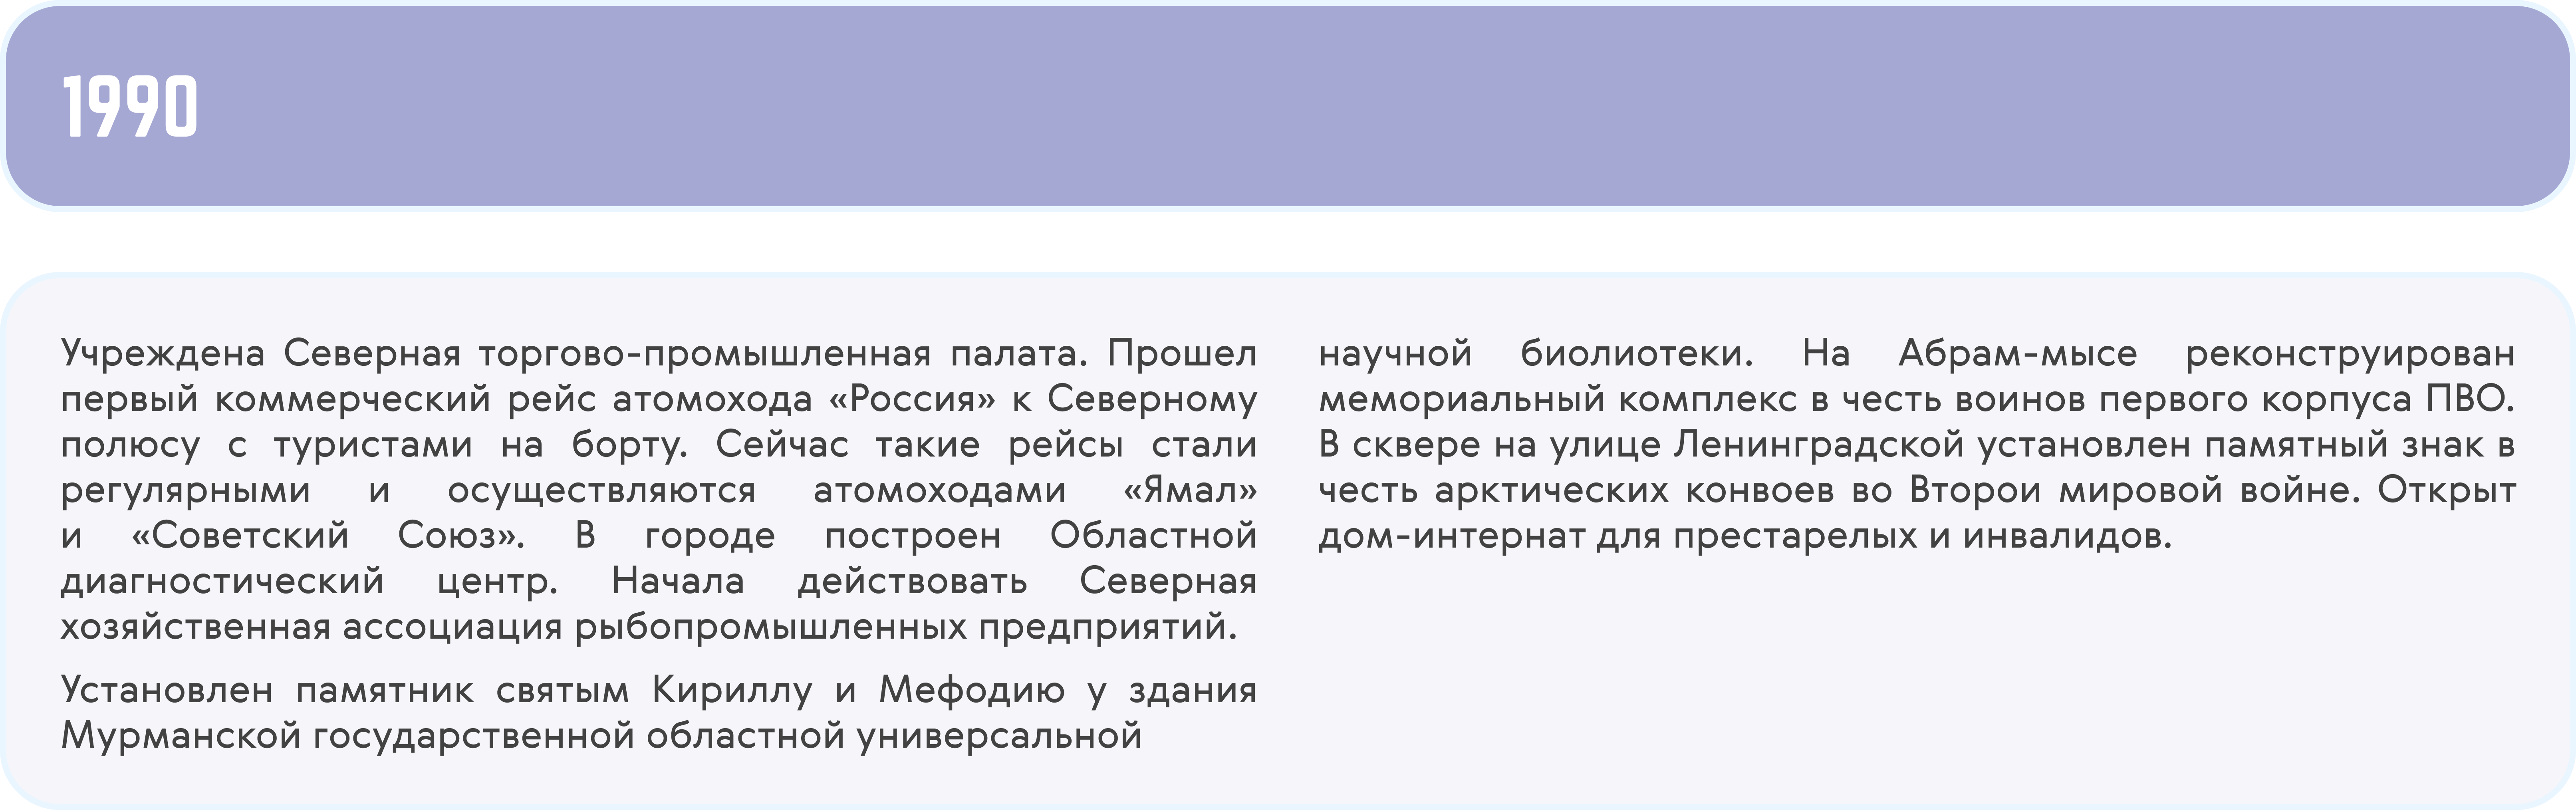 1990
Учреждена Северная торгово-промышленная палата. Прошел
первый коммерческий рейс атомохода «Россия» к Северному
полюсу с туристами на борту. Сейчас такие рейсы стали
регулярными и осуществляются атомоходами «Ямал»
и «Советский Союз». В городе построен Областной
диагностический центр. Начала действовать Северная
хозяйственная ассоциация рыбопромышленных предприятий.
Установлен памятник святым Кириллу и Мефодию у здания
Мурманской государственной областной универсальной
научной биолиотеки. На Абрам-мысе реконструирован
мемориальный комплекс в честь воинов первого корпуса ПВО.
В сквере на улице Ленинградской установлен памятный знак в
честь арктических конвоев во Второи мировой войне. Открыт
дом-интернат для престарелых и инвалидов.